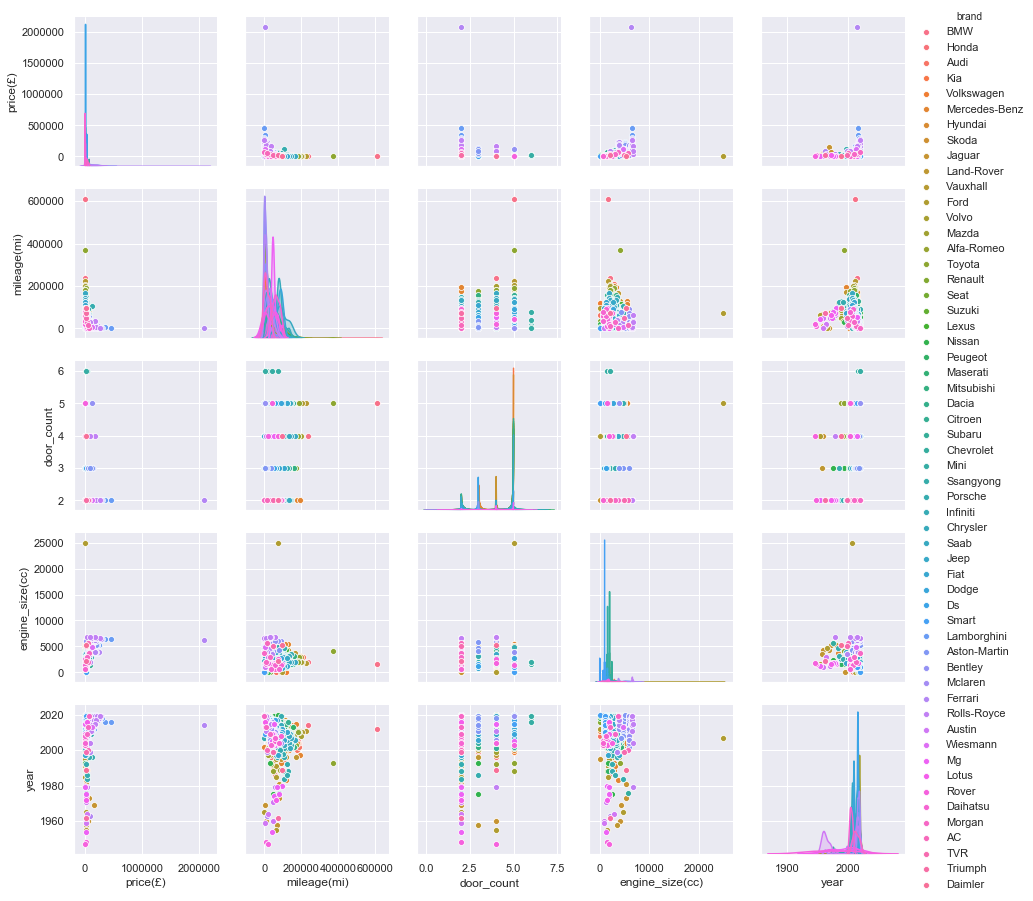 brand
BMW
Honda
Audi
Kia
Volkswagen
Mercedes-Benz
Hyundai
Skoda
Jaguar
Land-Rover
Vauxhall
Ford
Volvo
Mazda
Alfa-Romeo
Toyota
Renault
Seat
Suzuki
Lexus
Nissan
Peugeot
Maserati
Mitsubishi
Dacia
Citroen
Subaru
Chevrolet
Mini
Ssangyong
Porsche
Infiniti
Chrysler
Saab
Jeep
Fiat
Dodge
Ds
Smart
Lamborghini
Aston-Martin
Bentley
Mclaren
Ferrari
Rolls-Royce
Austin
Wiesmann
Mg
Lotus
Rover
Daihatsu
Morgan
AC
TVR
Triumph
Daimler
price(£)
2000000
1500000
1000000
500000
0
mileage(mi)
600000
400000
200000
0
door_count
6
5
4
3
2
engine_size(cc)
25000
20000
15000
10000
5000
0
year
2020
2000
1980
1960
0 1000000 2000000
price(£)
0 200000 400000 600000
mileage(mi)
0.0 2.5 5.0 7.5
door_count
0 10000 20000
engine_size(cc)
1900 2000
year